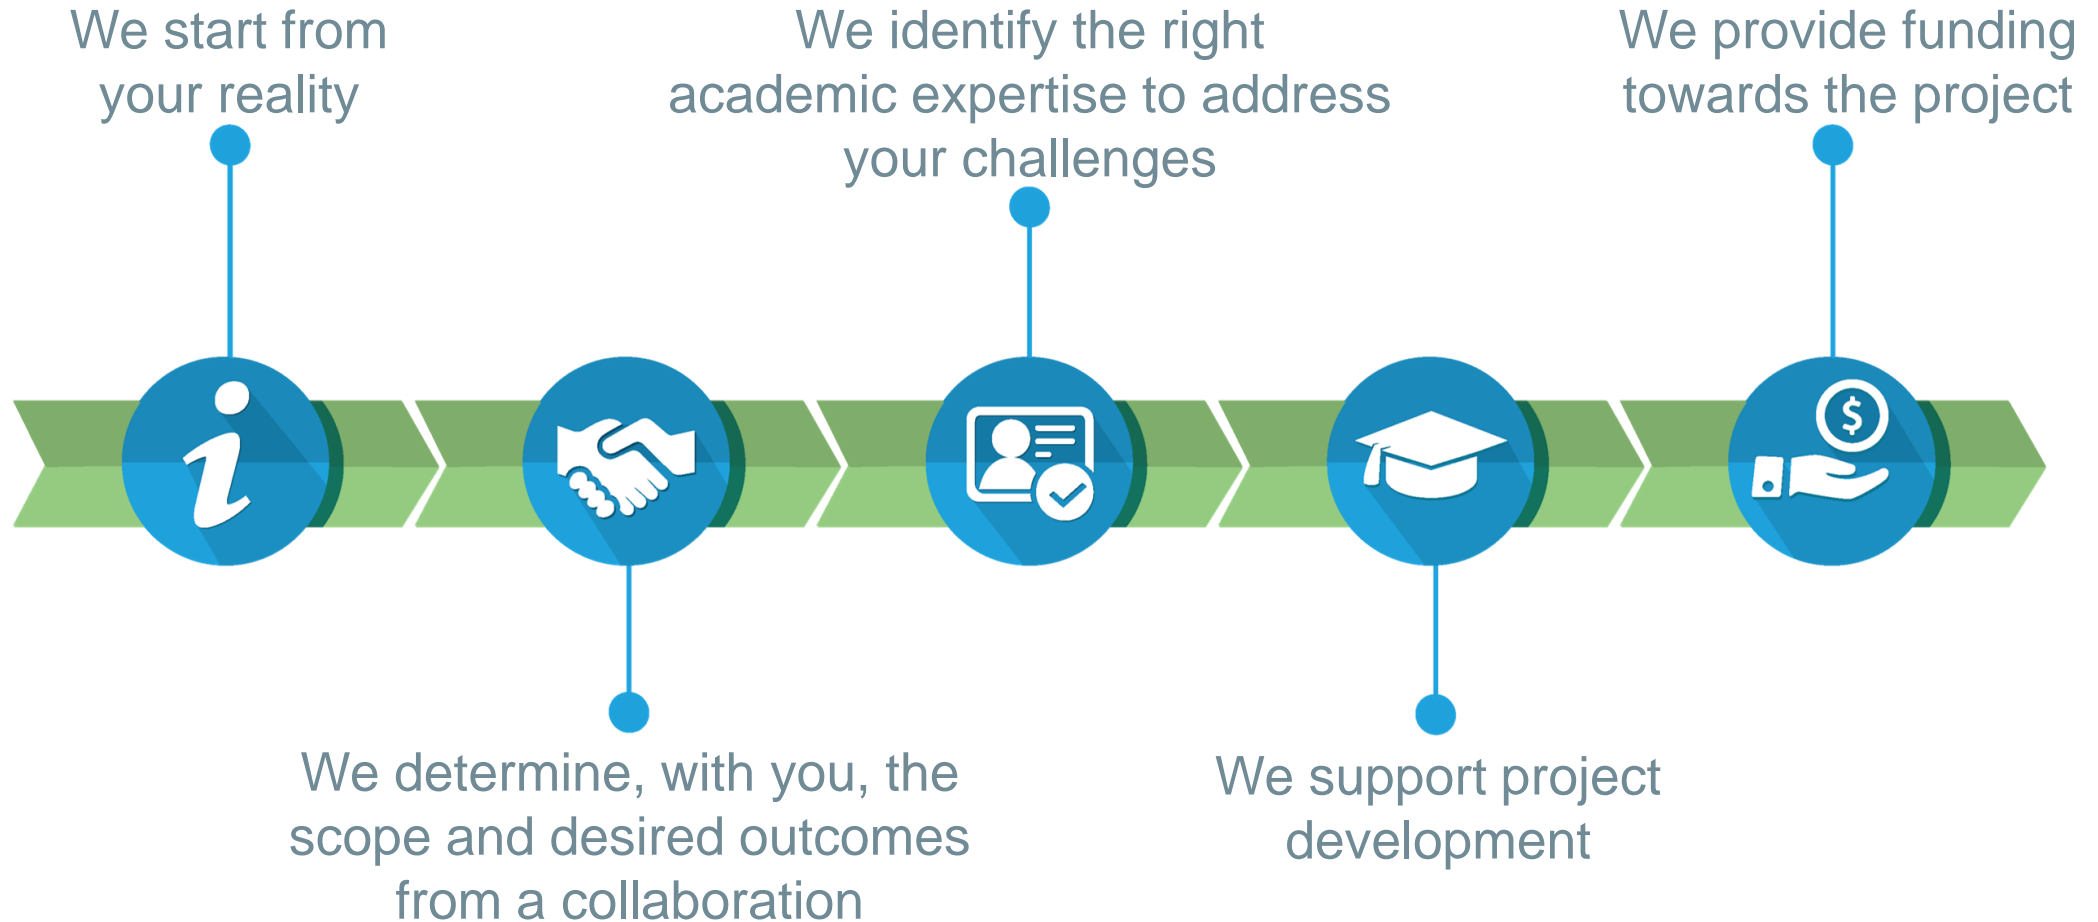 We start from
your reality
We determine, with you, the
scope and desired outcomes
from a collaboration
We identify the right
academic expertise to address
your challenges
We support project
development
We provide funding
towards the project
$